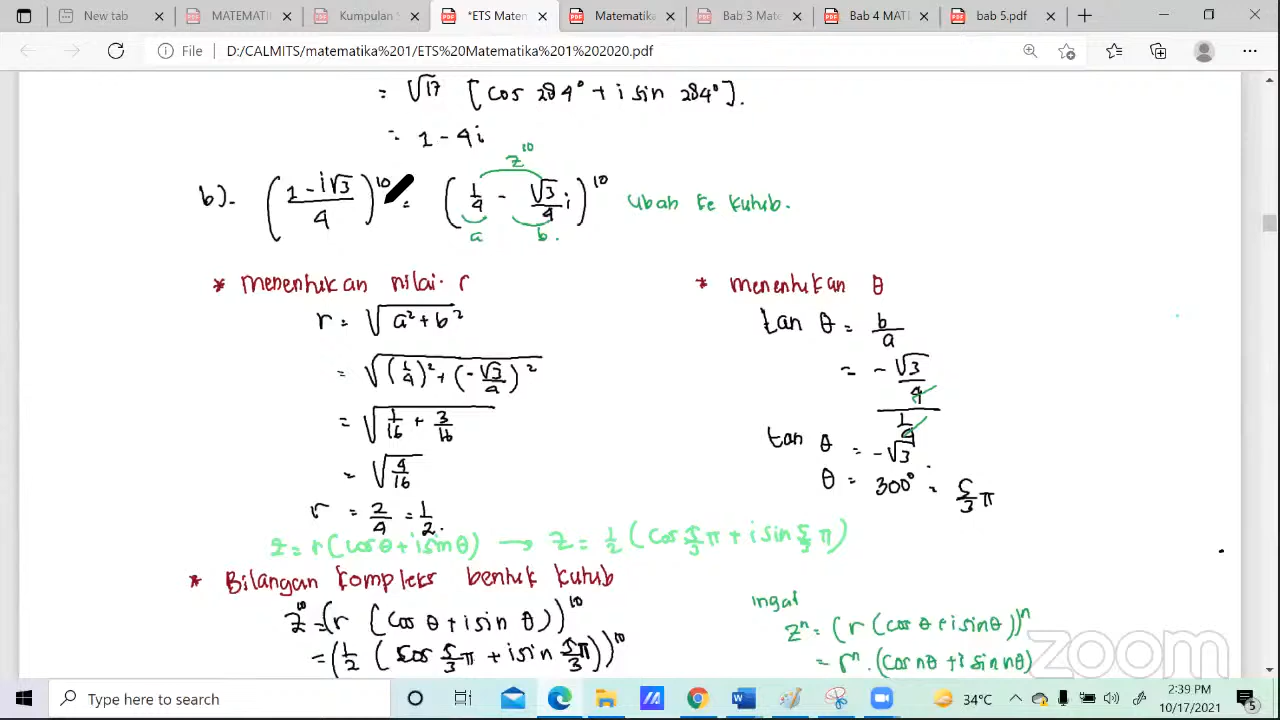 New tab
MATEMATI
Kumpulan S
*ETS Maten
Matematika
Bab 3 Mate
Bab 4 MAT
bab 5.pdf
File D:/CALMITS/matematika%201/ETS%20Matematika%201%202020.pdf
= √17 [cos 284° + i sin 284°].
= 1 - 4i
z^10
b). ((1 - i√3)/4)^10 = (1/4 - √3/4 i)^10 Ubah ke kutub.
a b.
* menentukan nilai r
r = √(a² + b²)
= √((1/4)² + (-√3/4)²)
= √(1/16 + 3/16)
= √(4/16)
r = 2/4 = 1/2.
* menentukan θ
tan θ = b/a
= (-√3/4)/(1/4)
tan θ = -√3
θ = 300° = 5/3 π
z = r(cos θ + i sin θ) → z = 1/2 (cos 5/3 π + i sin 5/3 π)
* Bilangan kompleks bentuk kutub
z^10 = (r (cos θ + i sin θ))^10
= (1/2 (cos 5/3 π + i sin 5/3 π))^10
ingat
z^n = (r (cos θ + i sin θ))^n
= r^n . (cos nθ + i sin nθ)
zoom
Type here to search
34°C
2:39 PM
10/17/2021
5